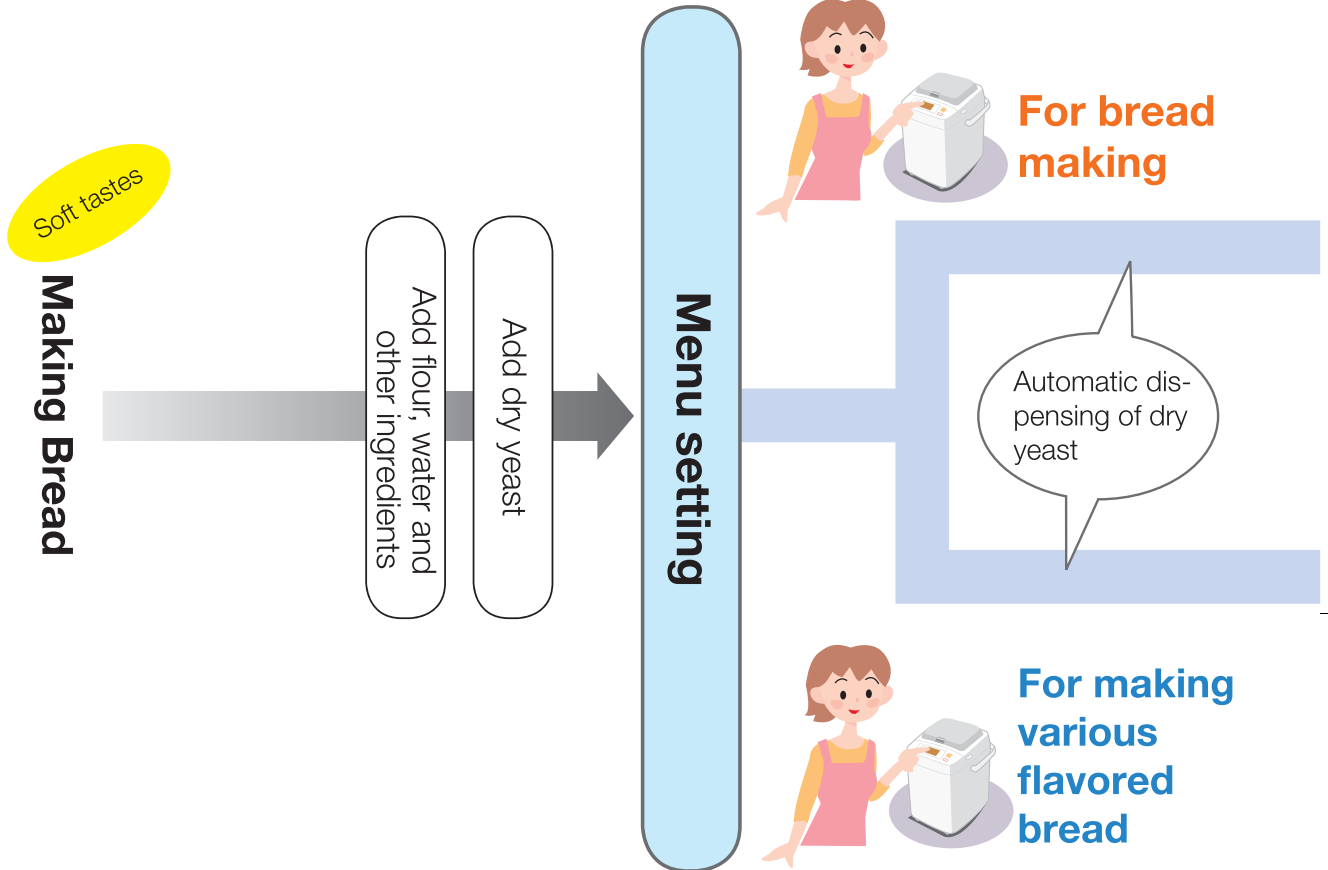 Soft tastes
Making Bread
Add flour, water and
other ingredients
Add dry yeast
Menu setting
For bread
making
Automatic dis-
pensing of dry
yeast
For making
various
flavored
bread